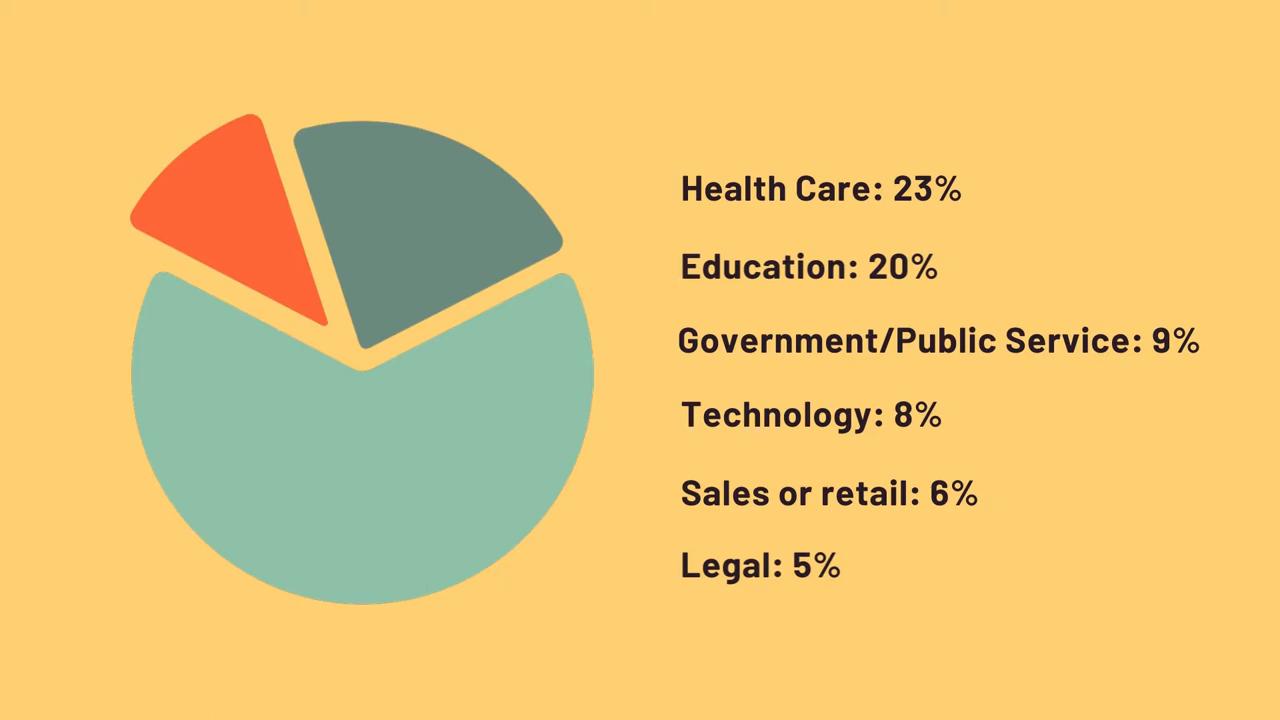 Health Care: 23%
Education: 20%
Government/Public Service: 9%
Technology: 8%
Sales or retail: 6%
Legal: 5%